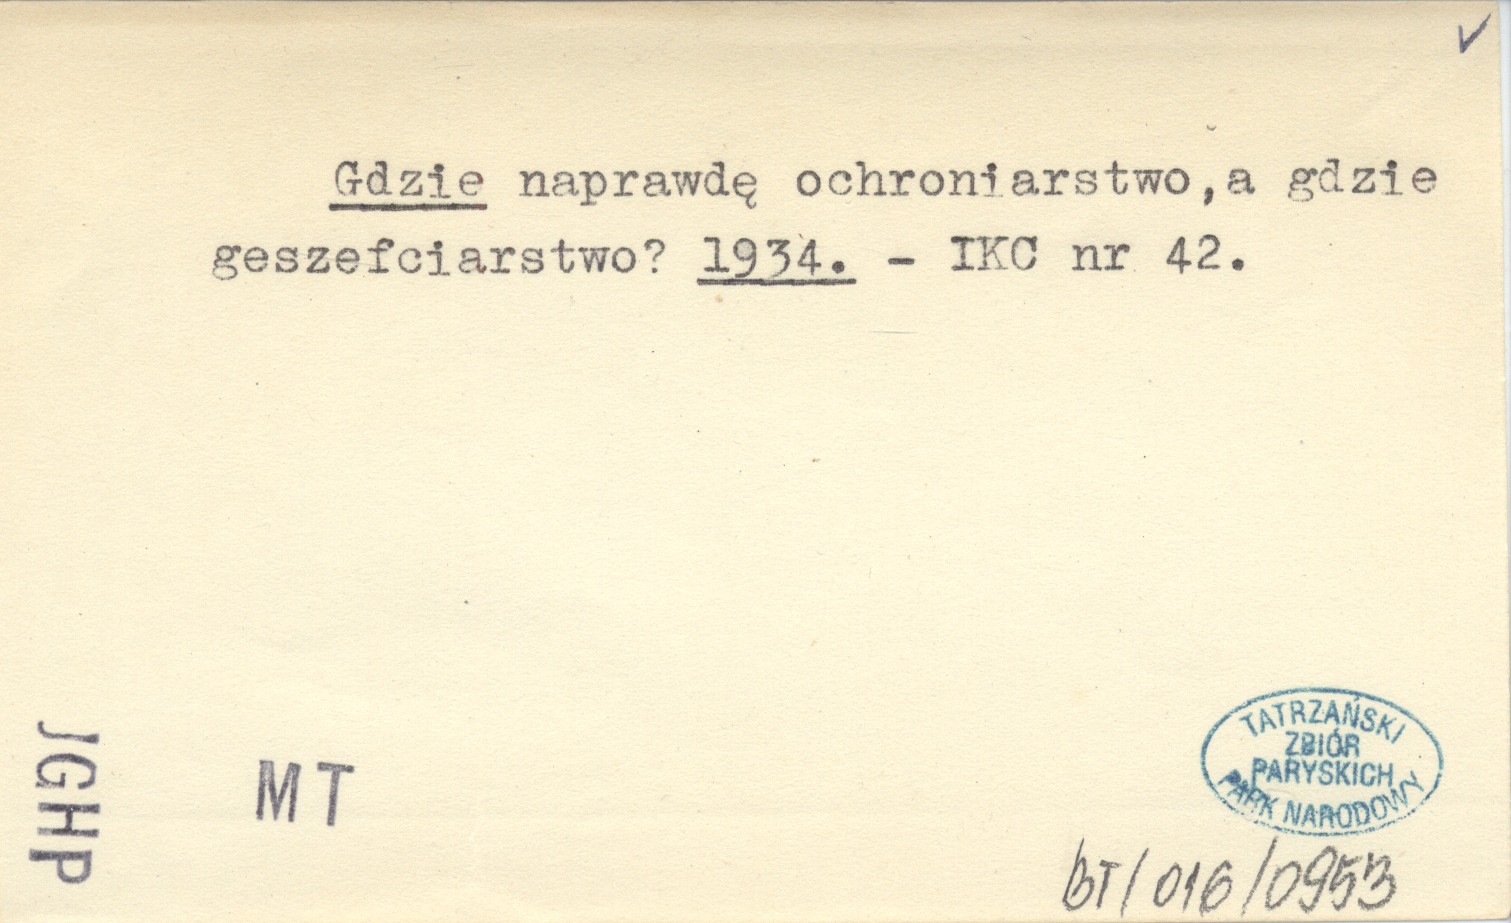 Gdzie naprawdę ochroniarstwo,a gdzie
geszefciarstwo? 1934. - IKC nr 42.
JGHP
MT
TATRZAŃSKI
ZBIÓR
PARYSKICH
PARK NARODOWY
BT/016/0953